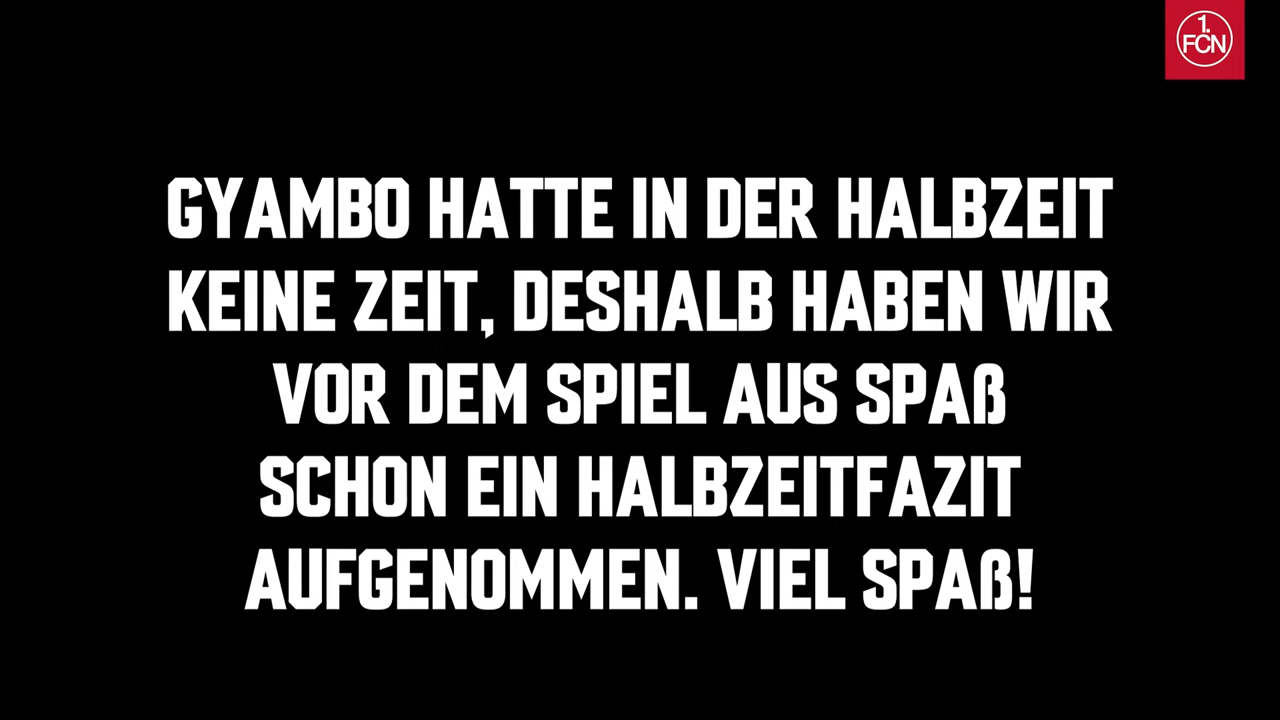 1.
FCN
GYAMBO HATTE IN DER HALBZEIT
KEINE ZEIT, DESHALB HABEN WIR
VOR DEM SPIEL AUS SPAß
SCHON EIN HALBZEITFAZIT
AUFGENOMMEN. VIEL SPAß!